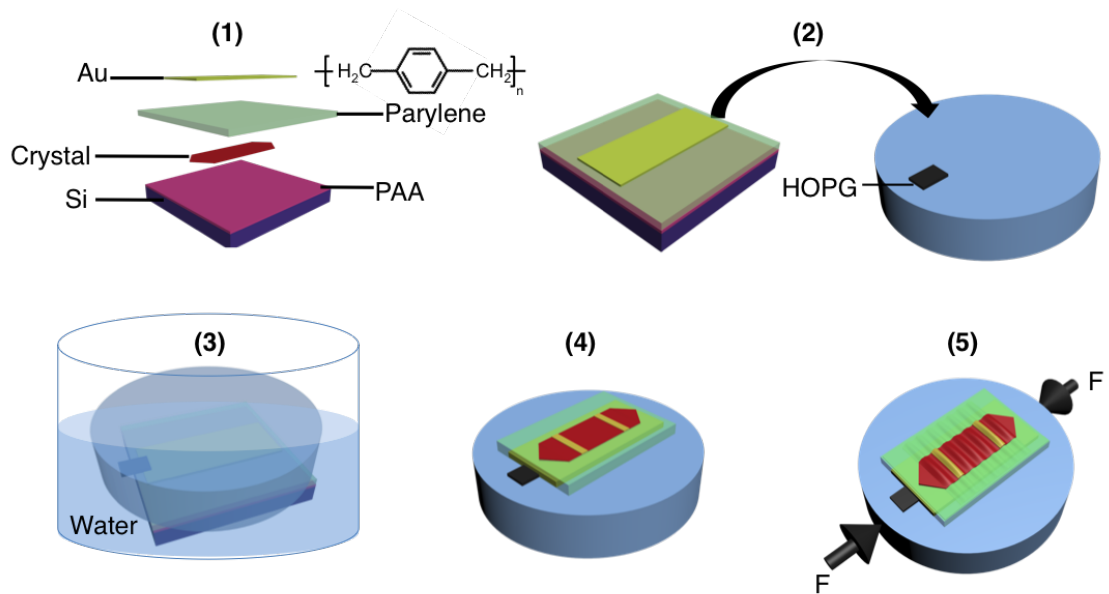 (1)
Au
H₂C
CH₂
n
Parylene
Crystal
Si
PAA
(2)
HOPG
(3)
Water
(4)
(5)
F
F